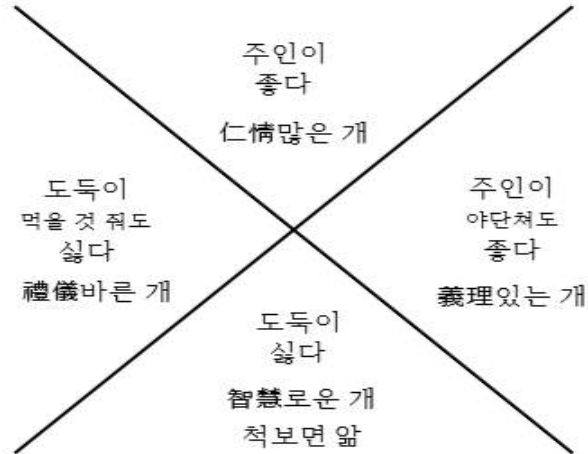 주인이
좋다
仁情많은 개
도둑이
먹을 것 줘도
싫다
禮儀바른 개
주인이
야단쳐도
좋다
義理있는 개
도둑이
싫다
智慧로운 개
척보면 앎